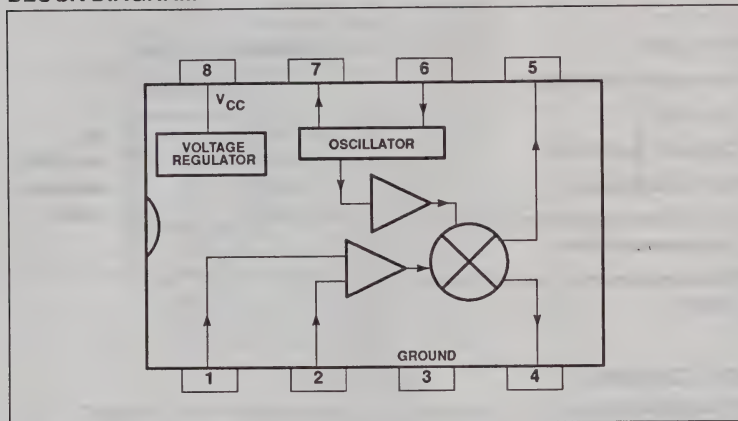 8 7 6 5
VCC
VOLTAGE
REGULATOR
OSCILLATOR
GROUND
1 2 3 4